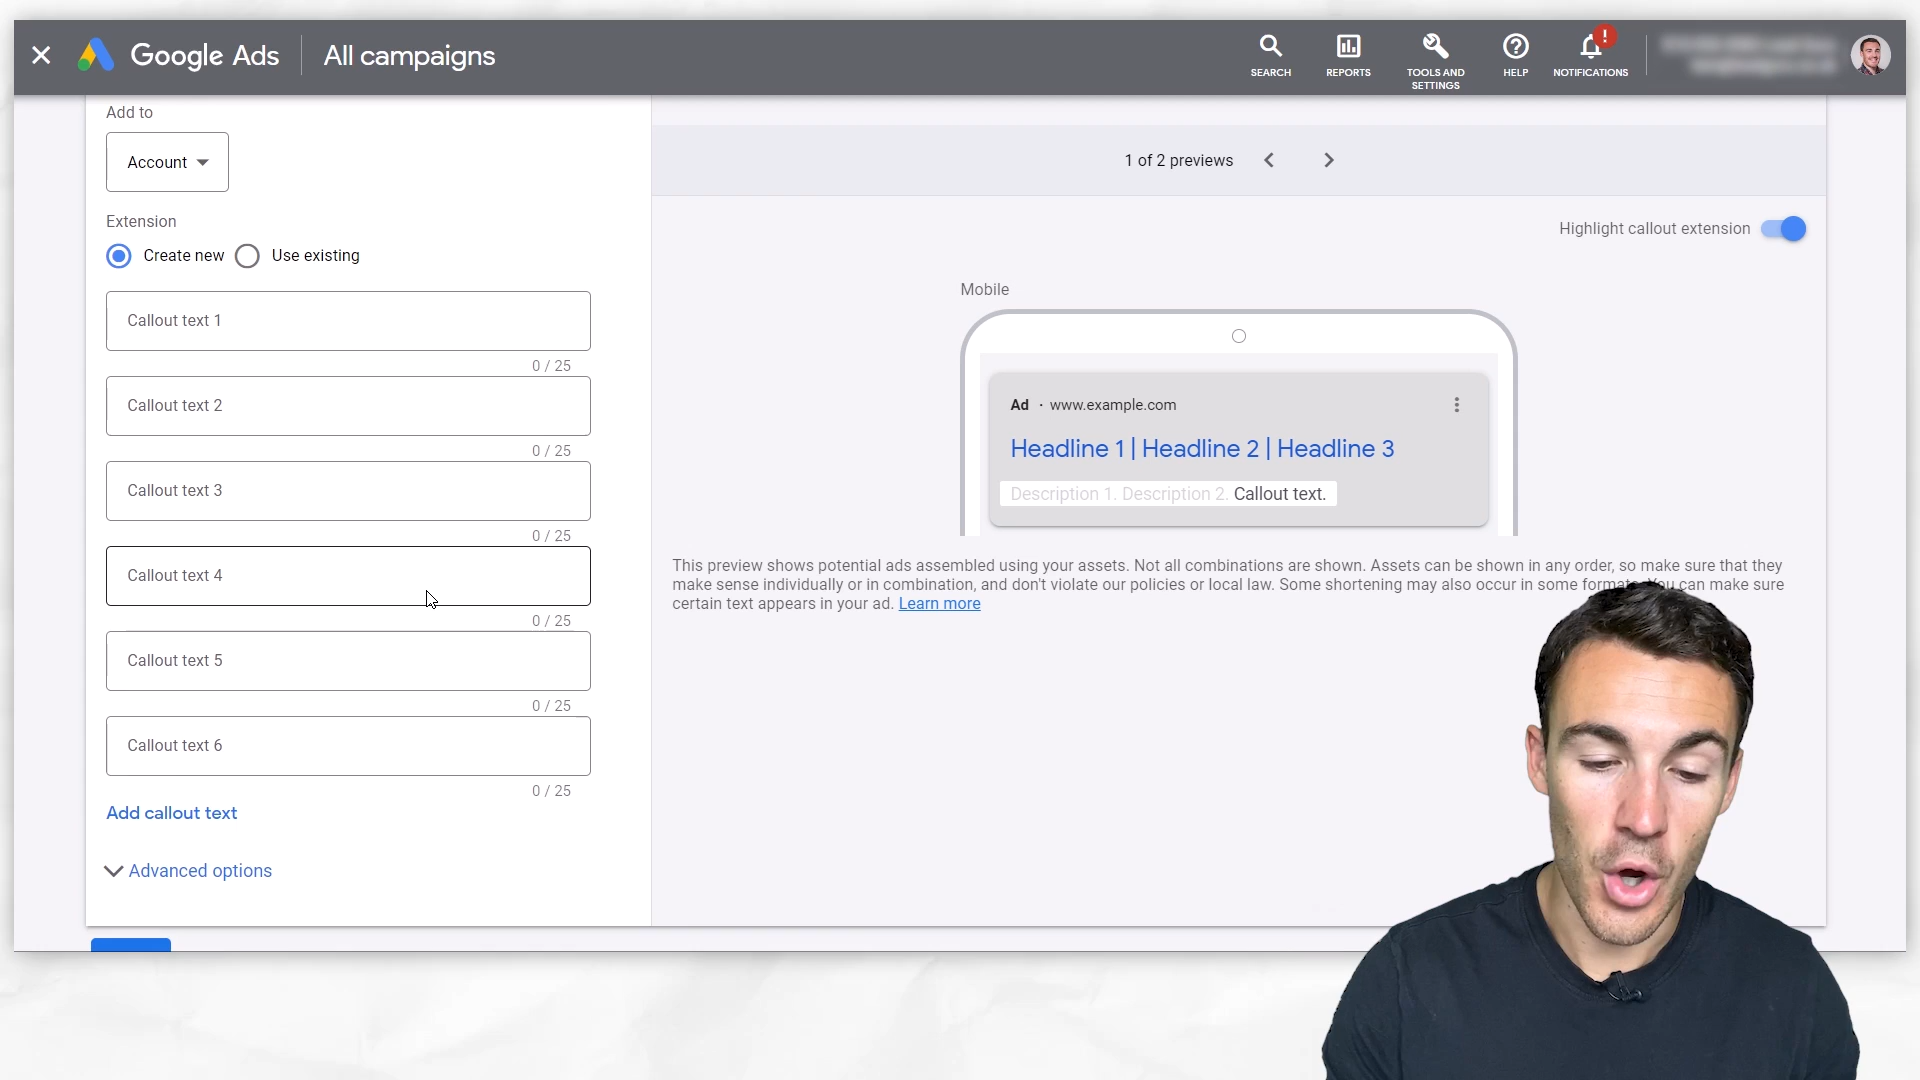 Google Ads
All campaigns
SEARCH
REPORTS
TOOLS AND
SETTINGS
HELP
!
NOTIFICATIONS
Add to
Account
Extension
Create new
Use existing
Callout text 1
0 / 25
Callout text 2
0 / 25
Callout text 3
0 / 25
Callout text 4
0 / 25
Callout text 5
0 / 25
Callout text 6
0 / 25
Add callout text
Advanced options
1 of 2 previews
Highlight callout extension
Mobile
Ad · www.example.com
Headline 1 | Headline 2 | Headline 3
Description 1. Description 2. Callout text.
This preview shows potential ads assembled using your assets. Not all combinations are shown. Assets can be shown in any order, so make sure that they
make sense individually or in combination, and don't violate our policies or local law. Some shortening may also occur in some formats. You can make sure
certain text appears in your ad. Learn more